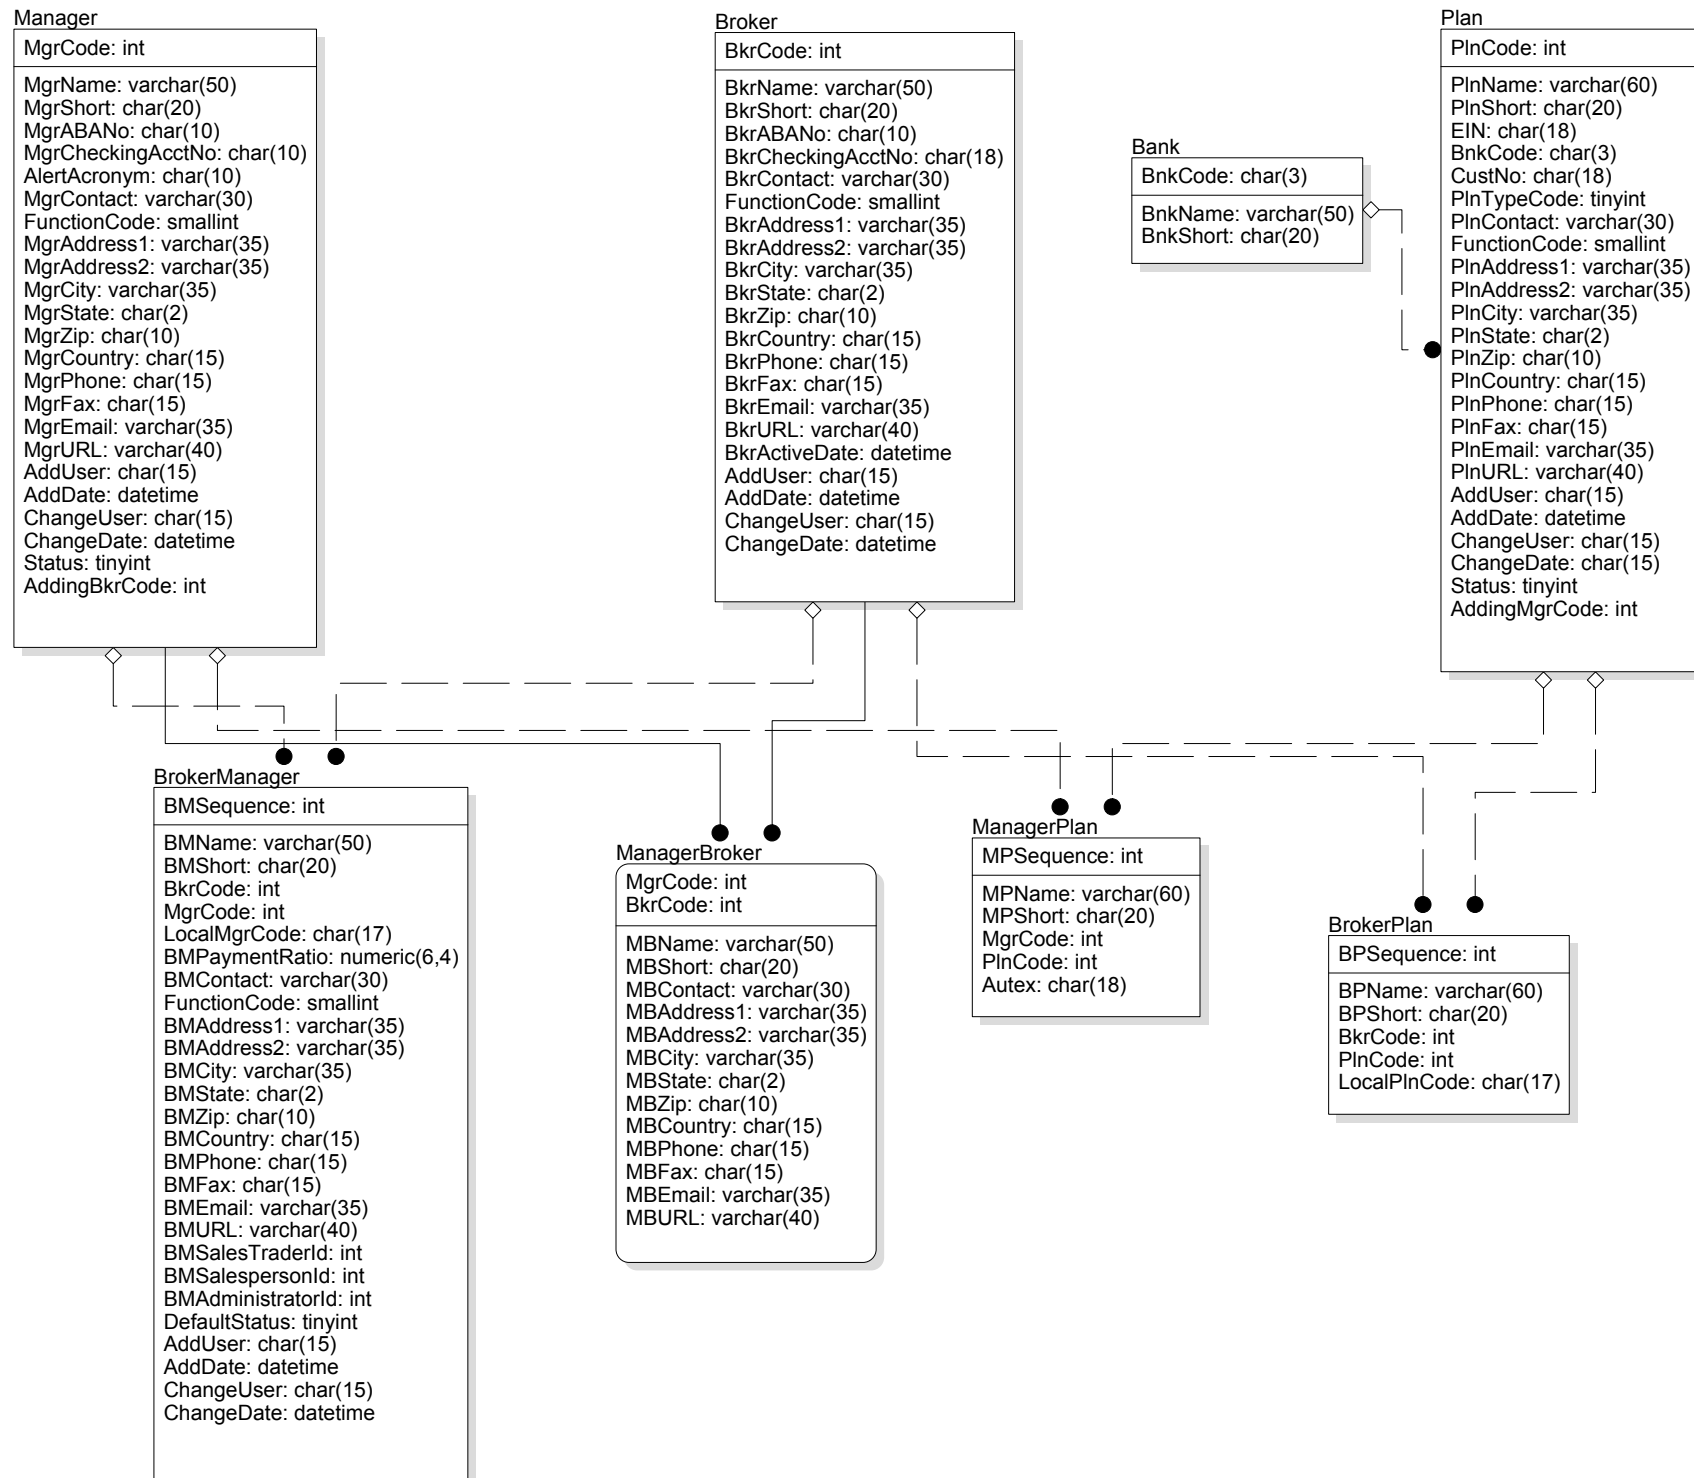 Manager
MgrCode: int
MgrName: varchar(50)
MgrShort: char(20)
MgrABANo: char(10)
MgrCheckingAcctNo: char(10)
AlertAcronym: char(10)
MgrContact: varchar(30)
FunctionCode: smallint
MgrAddress1: varchar(35)
MgrAddress2: varchar(35)
MgrCity: varchar(35)
MgrState: char(2)
MgrZip: char(10)
MgrCountry: char(15)
MgrPhone: char(15)
MgrFax: char(15)
MgrEmail: varchar(35)
MgrURL: varchar(40)
AddUser: char(15)
AddDate: datetime
ChangeUser: char(15)
ChangeDate: datetime
Status: tinyint
AddingBkrCode: int
Broker
BkrCode: int
BkrName: varchar(50)
BkrShort: char(20)
BkrABANo: char(10)
BkrCheckingAcctNo: char(18)
BkrContact: varchar(30)
FunctionCode: smallint
BkrAddress1: varchar(35)
BkrAddress2: varchar(35)
BkrCity: varchar(35)
BkrState: char(2)
BkrZip: char(10)
BkrCountry: char(15)
BkrPhone: char(15)
BkrFax: char(15)
BkrEmail: varchar(35)
BkrURL: varchar(40)
BkrActiveDate: datetime
AddUser: char(15)
AddDate: datetime
ChangeUser: char(15)
ChangeDate: datetime
Bank
BnkCode: char(3)
BnkName: varchar(50)
BnkShort: char(20)
Plan
PlnCode: int
PlnName: varchar(60)
PlnShort: char(20)
EIN: char(18)
BnkCode: char(3)
CustNo: char(18)
PlnTypeCode: tinyint
PlnContact: varchar(30)
FunctionCode: smallint
PlnAddress1: varchar(35)
PlnAddress2: varchar(35)
PlnCity: varchar(35)
PlnState: char(2)
PlnZip: char(10)
PlnCountry: char(15)
PlnPhone: char(15)
PlnFax: char(15)
PlnEmail: varchar(35)
PlnURL: varchar(40)
AddUser: char(15)
AddDate: datetime
ChangeUser: char(15)
ChangeDate: char(15)
Status: tinyint
AddingMgrCode: int
BrokerManager
BMSequence: int
BMName: varchar(50)
BMShort: char(20)
BkrCode: int
MgrCode: int
LocalMgrCode: char(17)
BMPaymentRatio: numeric(6,4)
BMContact: varchar(30)
FunctionCode: smallint
BMAddress1: varchar(35)
BMAddress2: varchar(35)
BMCity: varchar(35)
BMState: char(2)
BMZip: char(10)
BMCountry: char(15)
BMPhone: char(15)
BMFax: char(15)
BMEmail: varchar(35)
BMURL: varchar(40)
BMSalesTraderId: int
BMSalespersonId: int
BMAdministratorId: int
DefaultStatus: tinyint
AddUser: char(15)
AddDate: datetime
ChangeUser: char(15)
ChangeDate: datetime
ManagerBroker
MgrCode: int
BkrCode: int
MBName: varchar(50)
MBShort: char(20)
MBContact: varchar(30)
MBAddress1: varchar(35)
MBAddress2: varchar(35)
MBCity: varchar(35)
MBState: char(2)
MBZip: char(10)
MBCountry: char(15)
MBPhone: char(15)
MBFax: char(15)
MBEmail: varchar(35)
MBURL: varchar(40)
ManagerPlan
MPSequence: int
MPName: varchar(60)
MPShort: char(20)
MgrCode: int
PlnCode: int
Autex: char(18)
BrokerPlan
BPSequence: int
BPName: varchar(60)
BPShort: char(20)
BkrCode: int
PlnCode: int
LocalPlnCode: char(17)